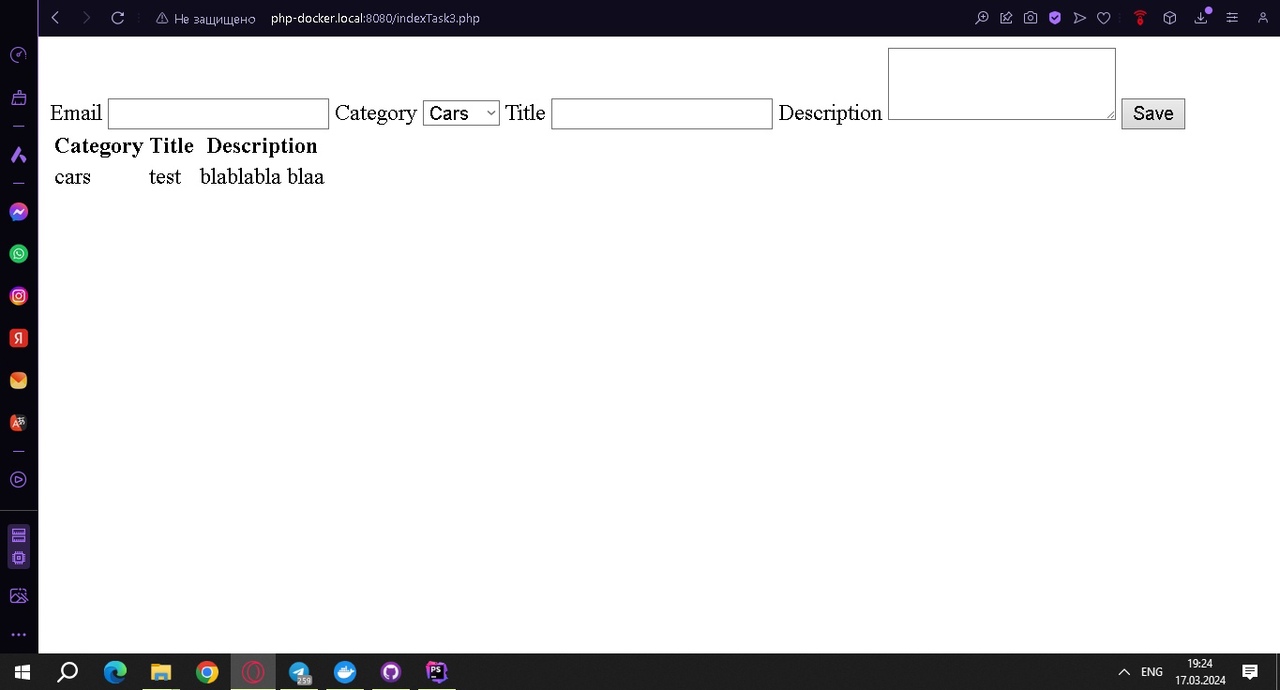 Не защищено php-docker.local:8080/indexTask3.php
Email Category Cars Title Description Save
Category Title Description
cars test blablabla blaa
Я
259
PS
ENG
19:24
17.03.2024